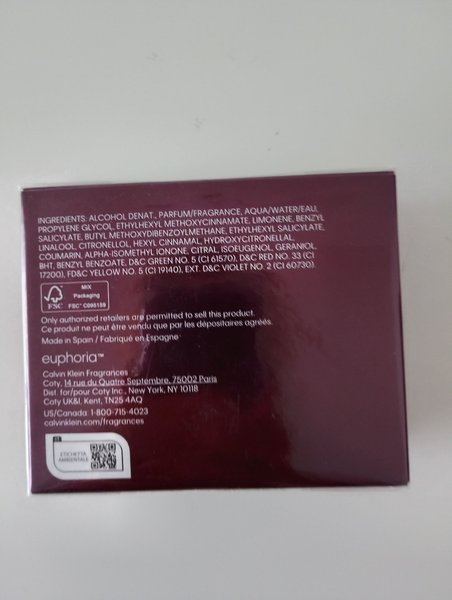 INGREDIENTS: ALCOHOL DENAT., PARFUM/FRAGRANCE, AQUA/WATER/EAU,
PROPYLENE GLYCOL, ETHYLHEXYL METHOXYCINNAMATE, LIMONENE, BENZYL
SALICYLATE, BUTYL METHOXYDIBENZOYLMETHANE, ETHYLHEXYL SALICYLATE,
LINALOOL, CITRONELLOL, HEXYL CINNAMAL, HYDROXYCITRONELLAL,
COUMARIN, ALPHA-ISOMETHYL IONONE, CITRAL, ISOEUGENOL, GERANIOL,
BHT, BENZYL BENZOATE, D&C GREEN NO. 5 (CI 61570), D&C RED NO. 33 (CI
17200), FD&C YELLOW NO. 5 (CI 19140), EXT. D&C VIOLET NO. 2 (CI 60730).
FSC
MIX
Packaging
FSC® C095159
Only authorized retailers are permitted to sell this product.
Ce produit ne peut être vendu que par les dépositaires agréés.
Made in Spain / Fabriqué en Espagne
euphoria™
Calvin Klein Fragrances
Coty, 14 rue du Quatre Septembre, 75002 Paris
Dist. for/pour Coty Inc., New York, NY 10118
Coty UK&I, Kent, TN25 4AQ
US/Canada: 1-800-715-4023
calvinklein.com/fragrances
IT
ETICHETTA
AMBIENTALE